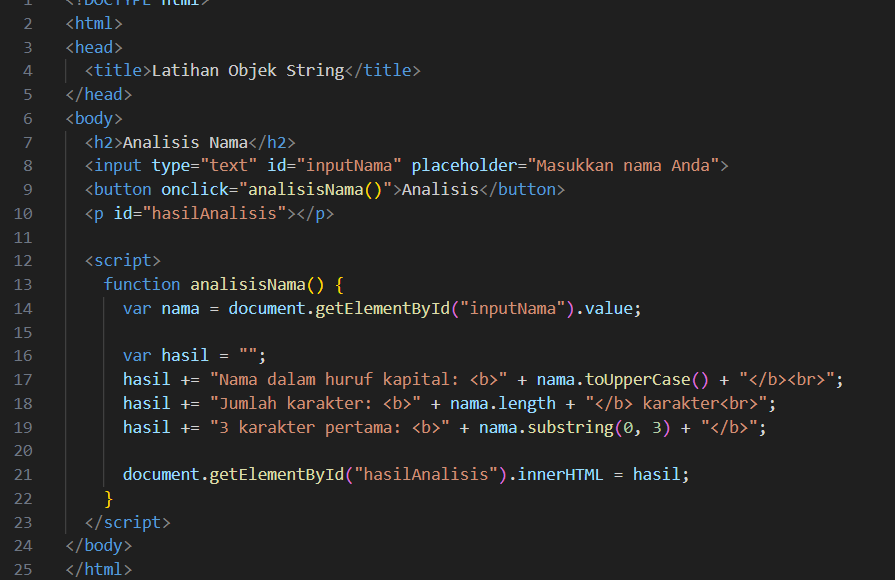 1 <!DOCTYPE html>
2 <html>
3 <head>
4 <title>Latihan Objek String</title>
5 </head>
6 <body>
7 <h2>Analisis Nama</h2>
8 <input type="text" id="inputNama" placeholder="Masukkan nama Anda">
9 <button onclick="analisisNama()">Analisis</button>
10 <p id="hasilAnalisis"></p>
11
12 <script>
13 function analisisNama() {
14 var nama = document.getElementById("inputNama").value;
15
16 var hasil = "";
17 hasil += "Nama dalam huruf kapital: <b>" + nama.toUpperCase() + "</b><br>";
18 hasil += "Jumlah karakter: <b>" + nama.length + "</b> karakter<br>";
19 hasil += "3 karakter pertama: <b>" + nama.substring(0, 3) + "</b>";
20
21 document.getElementById("hasilAnalisis").innerHTML = hasil;
22 }
23 </script>
24 </body>
25 </html>